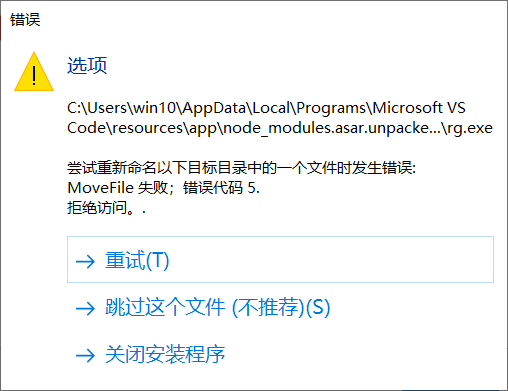 错误
选项
C:\Users\win10\AppData\Local\Programs\Microsoft VS
Code\resources\app\node_modules.asar.unpacke...\rg.exe
尝试重新命名以下目标目录中的一个文件时发生错误:
MoveFile 失败；错误代码 5.
拒绝访问。.
重试(T)
跳过这个文件 (不推荐)(S)
关闭安装程序